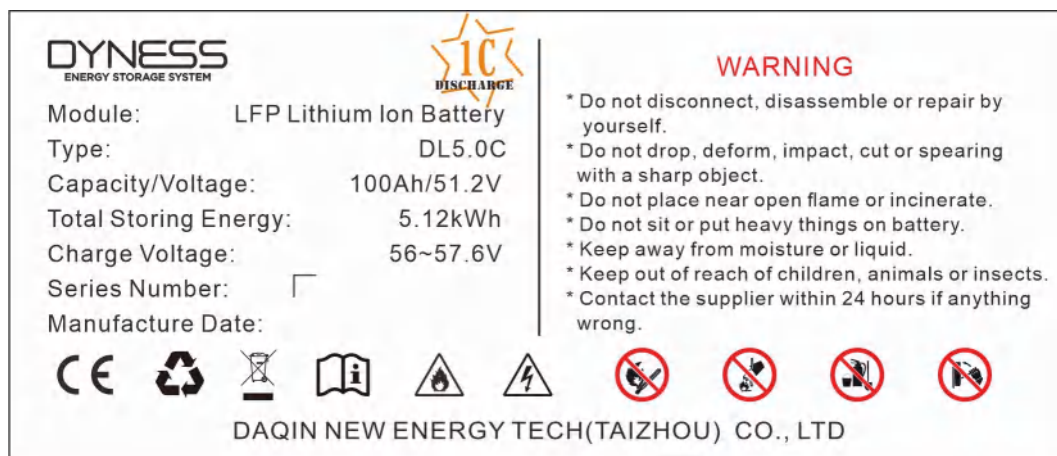 DYNESS
ENERGY STORAGE SYSTEM
1C
DISCHARGE
Module: LFP Lithium Ion Battery
Type: DL5.0C
Capacity/Voltage: 100Ah/51.2V
Total Storing Energy: 5.12kWh
Charge Voltage: 56~57.6V
Series Number:
Manufacture Date:
WARNING
* Do not disconnect, disassemble or repair by
yourself.
* Do not drop, deform, impact, cut or spearing
with a sharp object.
* Do not place near open flame or incinerate.
* Do not sit or put heavy things on battery.
* Keep away from moisture or liquid.
* Keep out of reach of children, animals or insects.
* Contact the supplier within 24 hours if anything
wrong.
CE
DAQIN NEW ENERGY TECH(TAIZHOU) CO., LTD